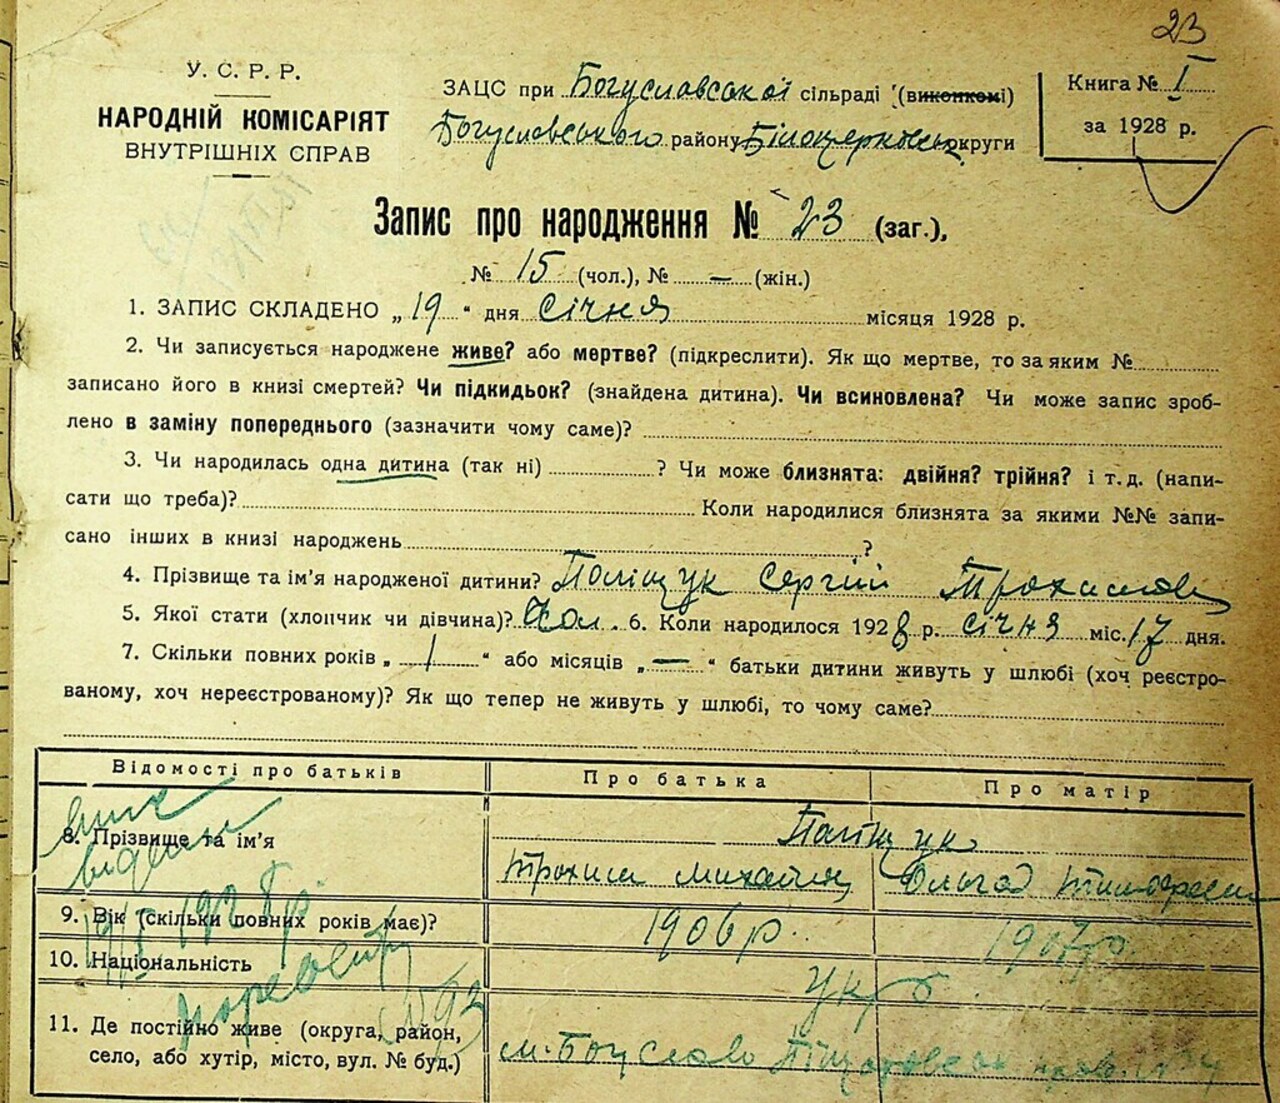 23
У. С. Р. Р.
НАРОДНІЙ КОМІСАРІЯТ
ВНУТРІШНІХ СПРАВ
ЗАЦС при Богуславської сільраді (виконкомі)
Богуславського району Білоцерківськ. округи
Книга № I
за 1928 р.
Запис про народження № 23 (заг.),
№ 15 (чол.), № — (жін.)
1. ЗАПИС СКЛАДЕНО „19“ дня січня місяця 1928 р.
2. Чи записується народжене живе? або мертве? (підкреслити). Як що мертве, то за яким №
записано його в книзі смертей? Чи підкидьок? (знайдена дитина). Чи всиновлена? Чи може запис зроб-
лено в заміну попереднього (зазначити чому саме)?
3. Чи народилась одна дитина (так ні) ? Чи може близнята: двійня? трійня? і т. д. (напи-
сати що треба)? Коли народилися близнята за якими №№ запи-
сано інших в книзі народжень ?
4. Прізвище та ім'я народженої дитини? Поліщук Сергій Трохимов
5. Якої стати (хлопчик чи дівчина)? Чол. 6. Коли народилося 1928 р. січня міс. 17 дня.
7. Скільки повних років „1“ або місяців „—“ батьки дитини живуть у шлюбі (хоч реєстро-
ваному, хоч нереєстрованому)? Як що тепер не живуть у шлюбі, то чому саме?
Відомості про батьків Про батька Про матір
8. Прізвище та ім'я Поліщук
Трохим Ольга
9. Вік (скільки повних років має)? 1906 р. 1907 р.
10. Національність укр
11. Де постійно живе (округа, район,
село, або хутір, місто, вул. № буд.) м. Богуслав